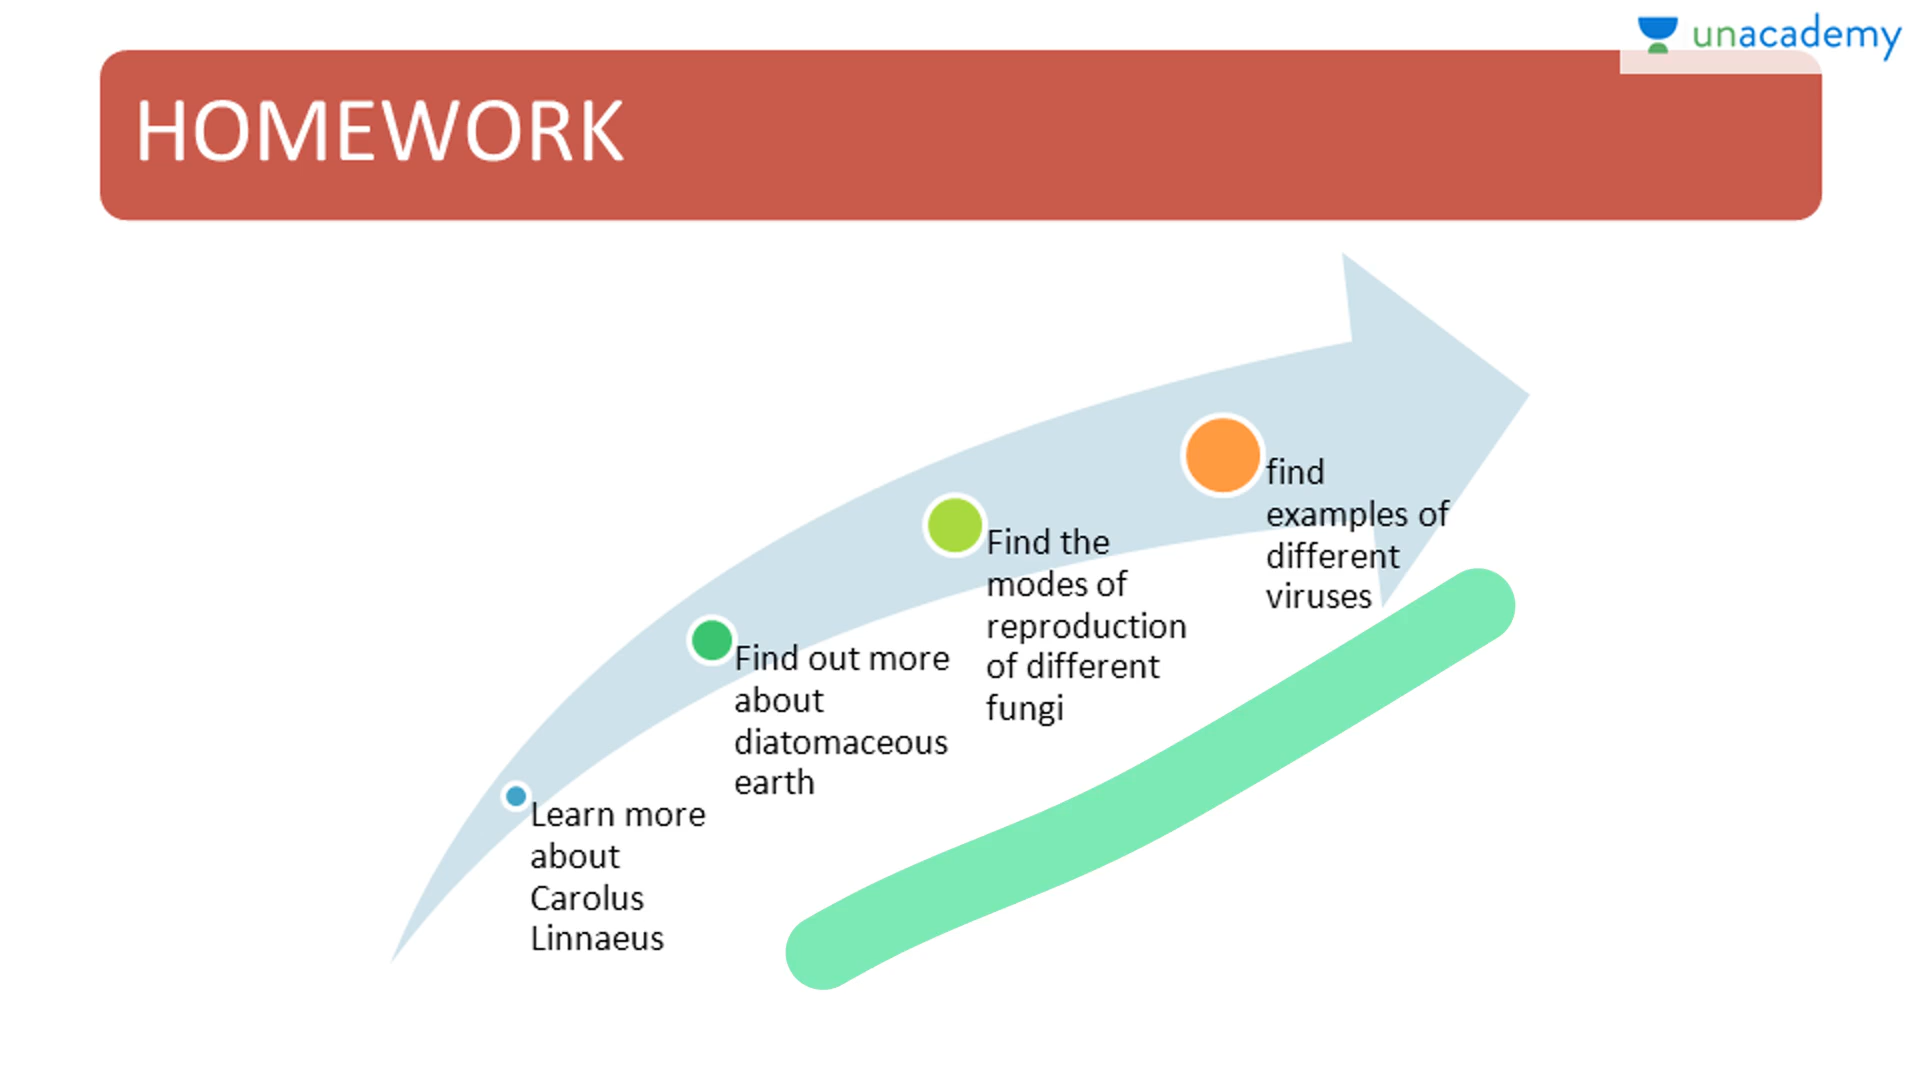 unacademy
HOMEWORK
Learn more
about
Carolus
Linnaeus
Find out more
about
diatomaceous
earth
Find the
modes of
reproduction
of different
fungi
find
examples of
different
viruses